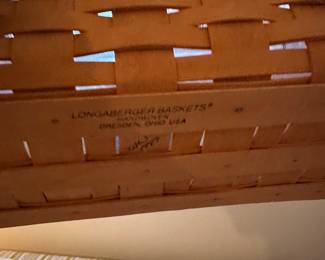 LONGABERGER BASKETS®
HANDWOVEN
DRESDEN, OHIO USA